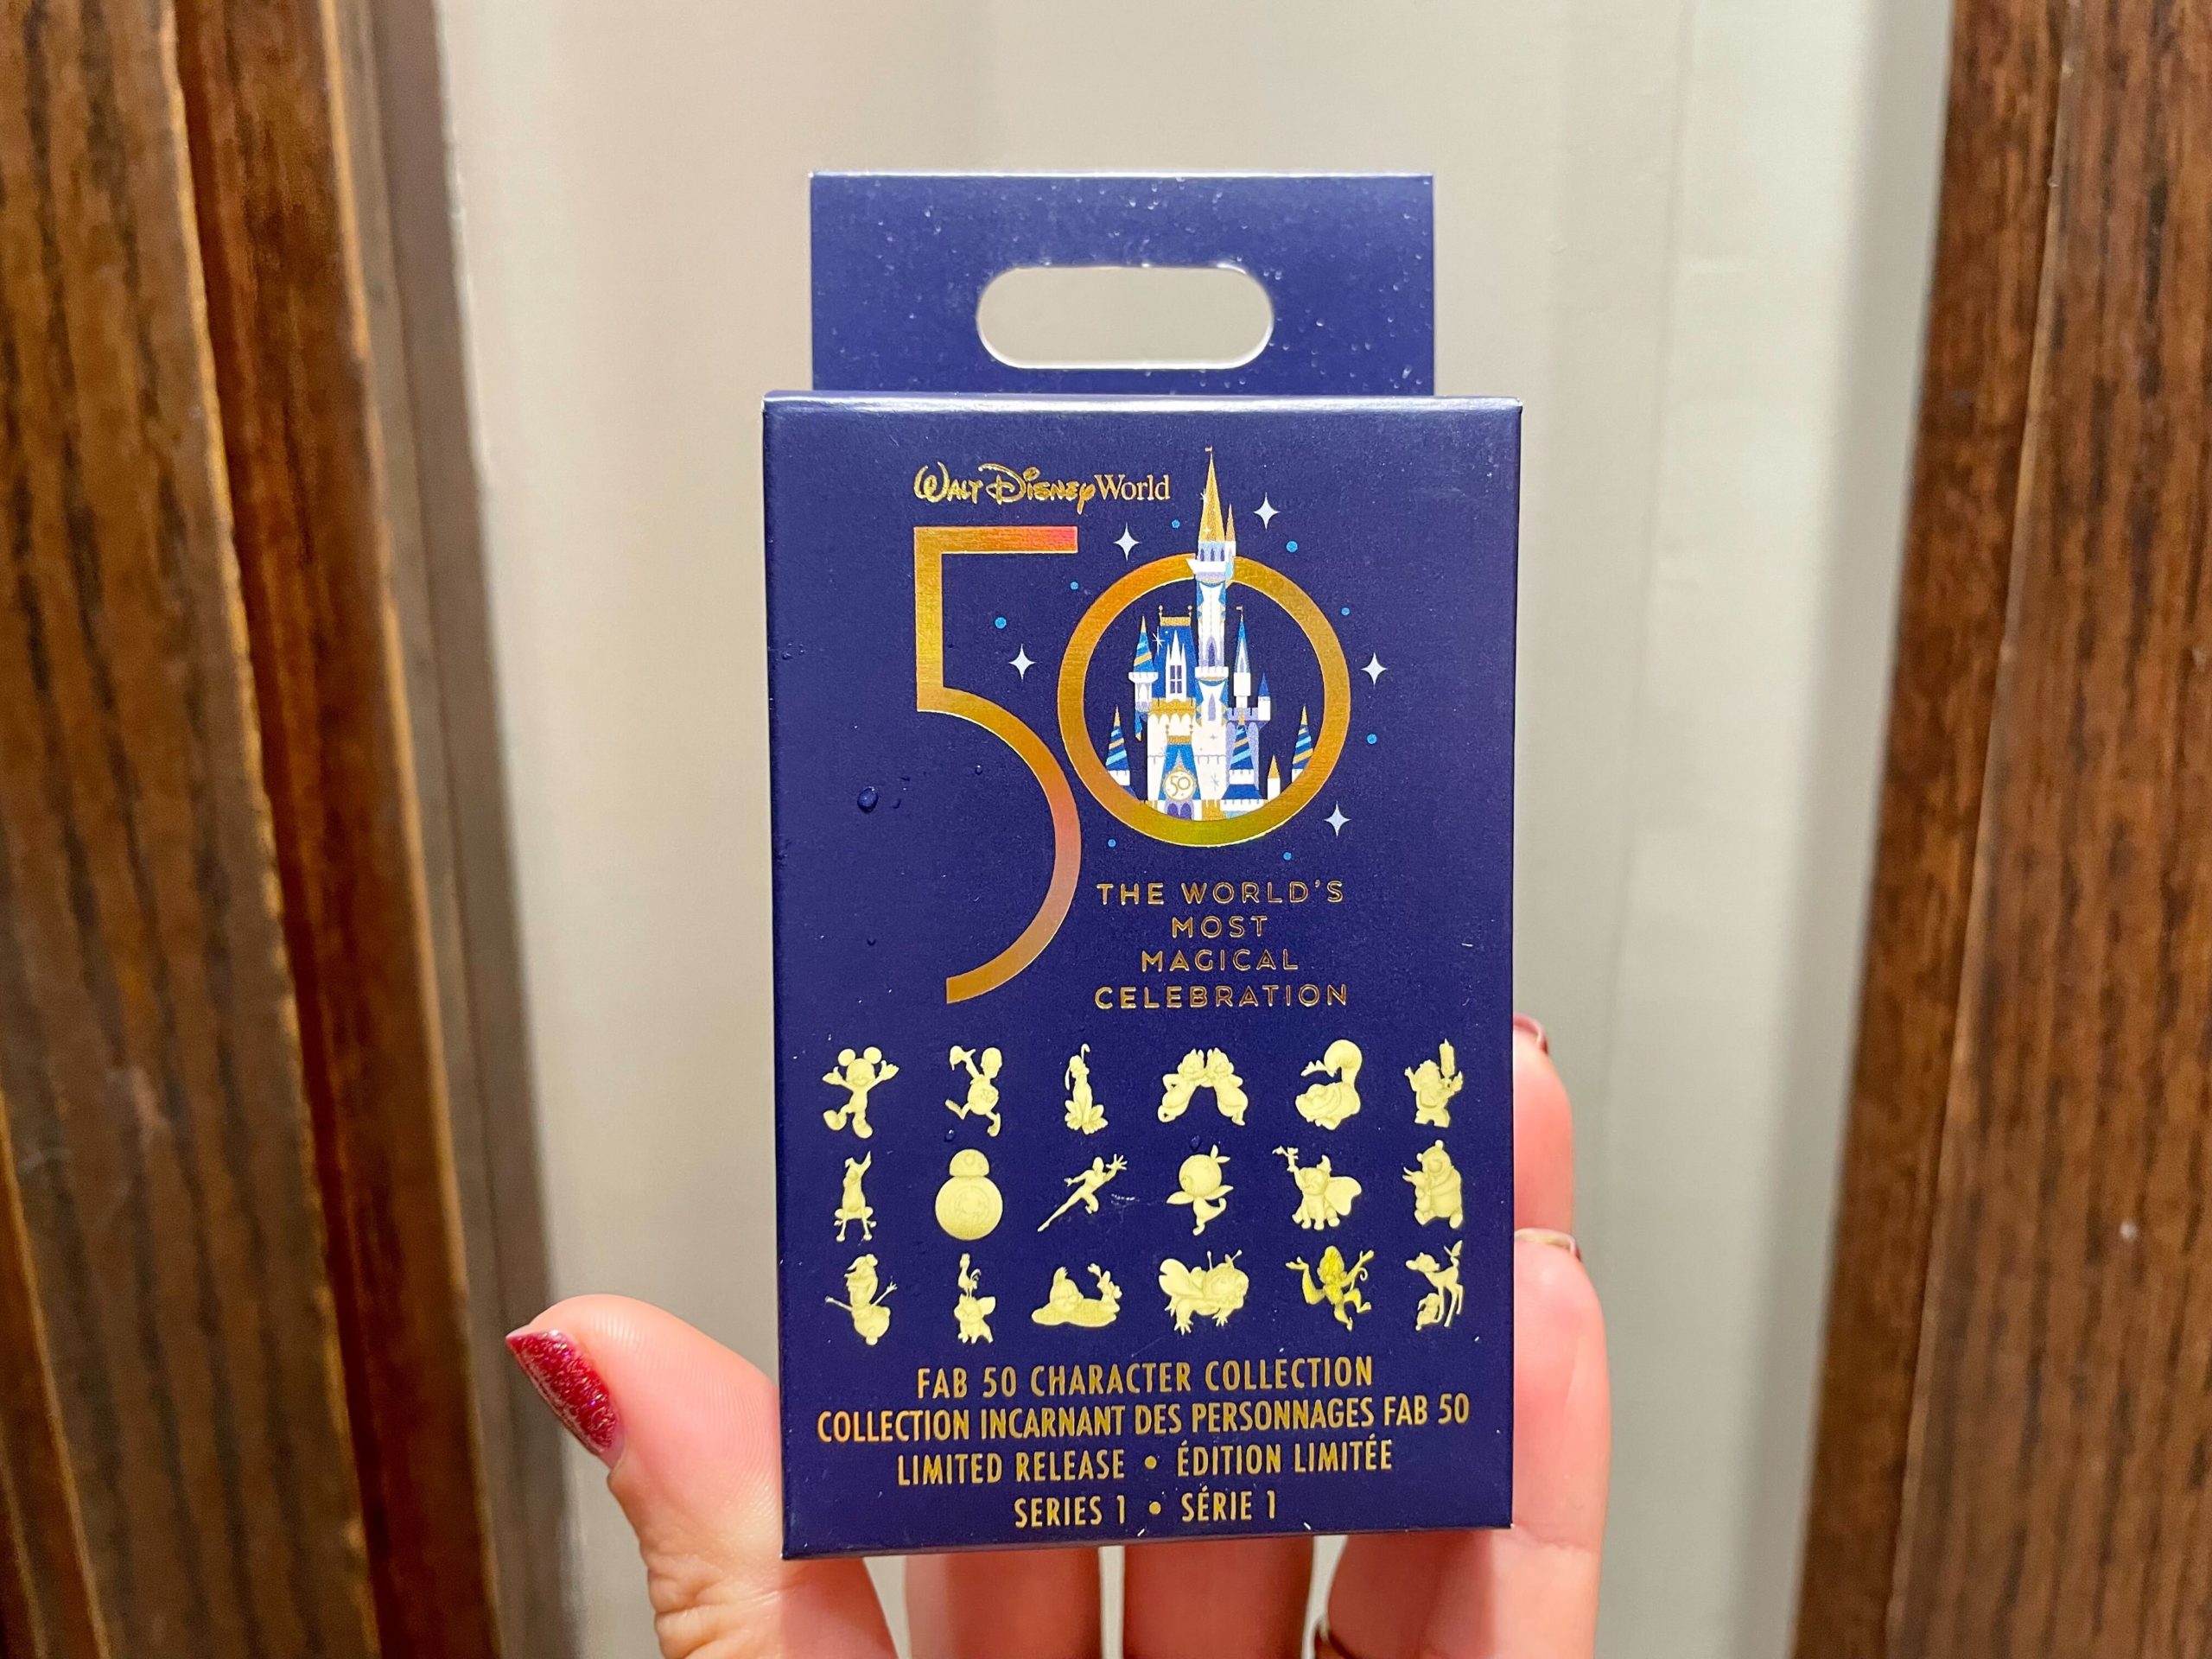 Walt Disney World
50
50
THE WORLD'S
MOST
MAGICAL
CELEBRATION
FAB 50 CHARACTER COLLECTION
COLLECTION INCARNANT DES PERSONNAGES FAB 50
LIMITED RELEASE • ÉDITION LIMITÉE
SERIES 1 • SÉRIE 1